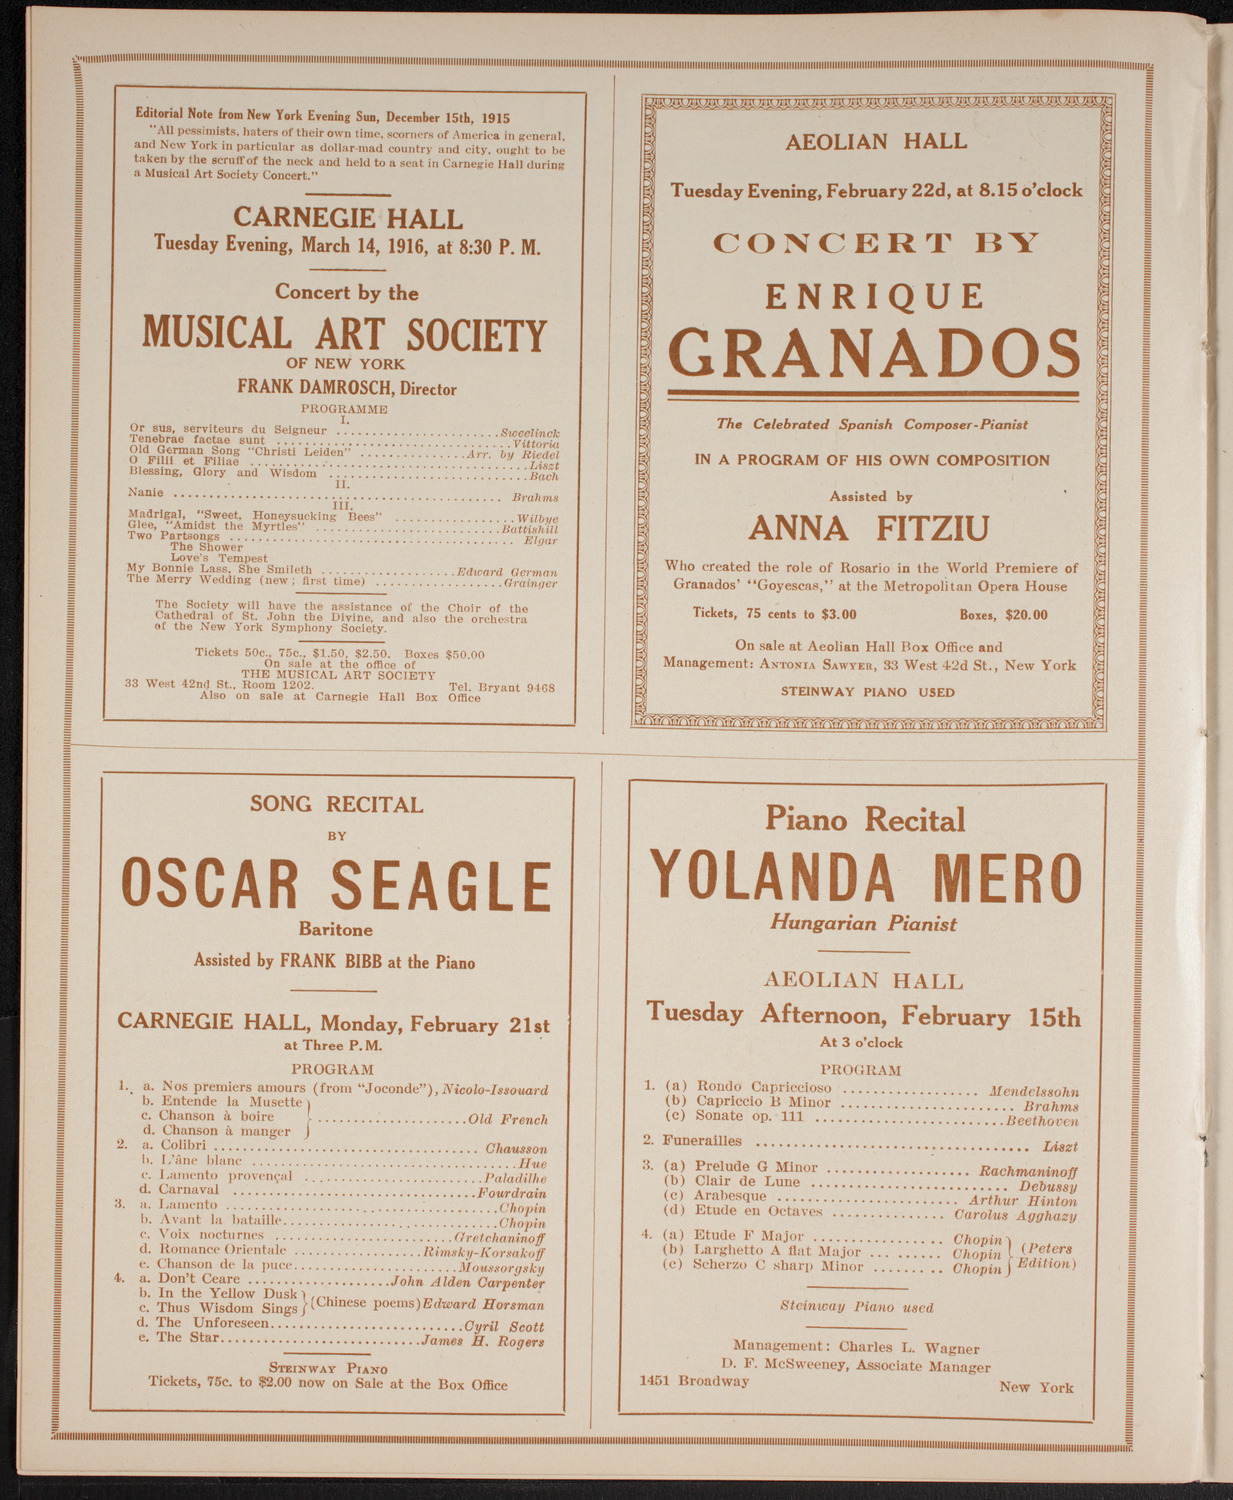 Editorial Note from New York Evening Sun, December 15th, 1915
"All pessimists, haters of their own time, scorners of America in general,
and New York in particular as dollar-mad country and city, ought to be
taken by the scruff of the neck and held to a seat in Carnegie Hall during
a Musical Art Society Concert."
CARNEGIE HALL
Tuesday Evening, March 14, 1916, at 8:30 P. M.
Concert by the
MUSICAL ART SOCIETY
OF NEW YORK
FRANK DAMROSCH, Director
PROGRAMME
I.
Or sus, serviteurs du Seigneur ........................Sweelinck
Tenebrae factae sunt ..................................Vittoria
Old German Song "Christi Leiden" ...............Arr. by Riedel
O Filii et Filiae ........................................Liszt
Blessing, Glory and Wisdom .............................Bach
II.
Nanie .............................................. Brahms
III.
Madrigal, "Sweet, Honeysucking Bees" .................Wilbye
Glee, "Amidst the Myrtles" ..........................Battishill
Two Partsongs ........................................ Elgar
The Shower
Love's Tempest
My Bonnie Lass, She Smileth ...................Edward German
The Merry Wedding (new; first time) ..................Grainger
The Society will have the assistance of the Choir of the
Cathedral of St. John the Divine, and also the orchestra
of the New York Symphony Society.
Tickets 50c., 75c., $1.50, $2.50. Boxes $50.00
On sale at the office of
THE MUSICAL ART SOCIETY
33 West 42nd St., Room 1202. Tel. Bryant 9468
Also on sale at Carnegie Hall Box Office
AEOLIAN HALL
Tuesday Evening, February 22d, at 8.15 o'clock
CONCERT BY
ENRIQUE
GRANADOS
The Celebrated Spanish Composer-Pianist
IN A PROGRAM OF HIS OWN COMPOSITION
Assisted by
ANNA FITZIU
Who created the role of Rosario in the World Premiere of
Granados' "Goyescas," at the Metropolitan Opera House
Tickets, 75 cents to $3.00 Boxes, $20.00
On sale at Aeolian Hall Box Office and
Management: ANTONIA SAWYER, 33 West 42d St., New York
STEINWAY PIANO USED
SONG RECITAL
BY
OSCAR SEAGLE
Baritone
Assisted by FRANK BIBB at the Piano
CARNEGIE HALL, Monday, February 21st
at Three P. M.
PROGRAM
1. a. Nos premiers amours (from "Joconde"), Nicolo-Issouard
b. Entende la Musette
c. Chanson à boire .....................Old French
d. Chanson à manger
2. a. Colibri ..................................... Chausson
b. L'âne blanc .....................................Hue
c. Lamento provençal .........................Paladilhe
d. Carnaval ..................................Fourdrain
3. a. Lamento ......................................Chopin
b. Avant la bataille..............................Chopin
c. Voix nocturnes .........................Gretchaninoff
d. Romance Orientale ..................Rimsky-Korsakoff
e. Chanson de la puce.......................Moussorgsky
4. a. Don't Ceare ....................John Alden Carpenter
b. In the Yellow Dusk
c. Thus Wisdom Sings (Chinese poems) Edward Horsman
d. The Unforeseen...........................Cyril Scott
e. The Star............................James H. Rogers
STEINWAY PIANO
Tickets, 75c. to $2.00 now on Sale at the Box Office
Piano Recital
YOLANDA MERO
Hungarian Pianist
AEOLIAN HALL
Tuesday Afternoon, February 15th
At 3 o'clock
PROGRAM
1. (a) Rondo Capriccioso ................. Mendelssohn
(b) Capriccio B Minor ........................ Brahms
(c) Sonate op. 111 ..........................Beethoven
2. Funerailles ...................................... Liszt
3. (a) Prelude G Minor .................... Rachmaninoff
(b) Clair de Lune ............................ Debussy
(c) Arabesque ......................... Arthur Hinton
(d) Etude en Octaves ............... Carolus Agghazy
4. (a) Etude F Major .................. Chopin
(b) Larghetto A flat Major .......... Chopin (Peters
(c) Scherzo C sharp Minor .......... Chopin Edition)
Steinway Piano used
Management: Charles L. Wagner
D. F. McSweeney, Associate Manager
1451 Broadway New York